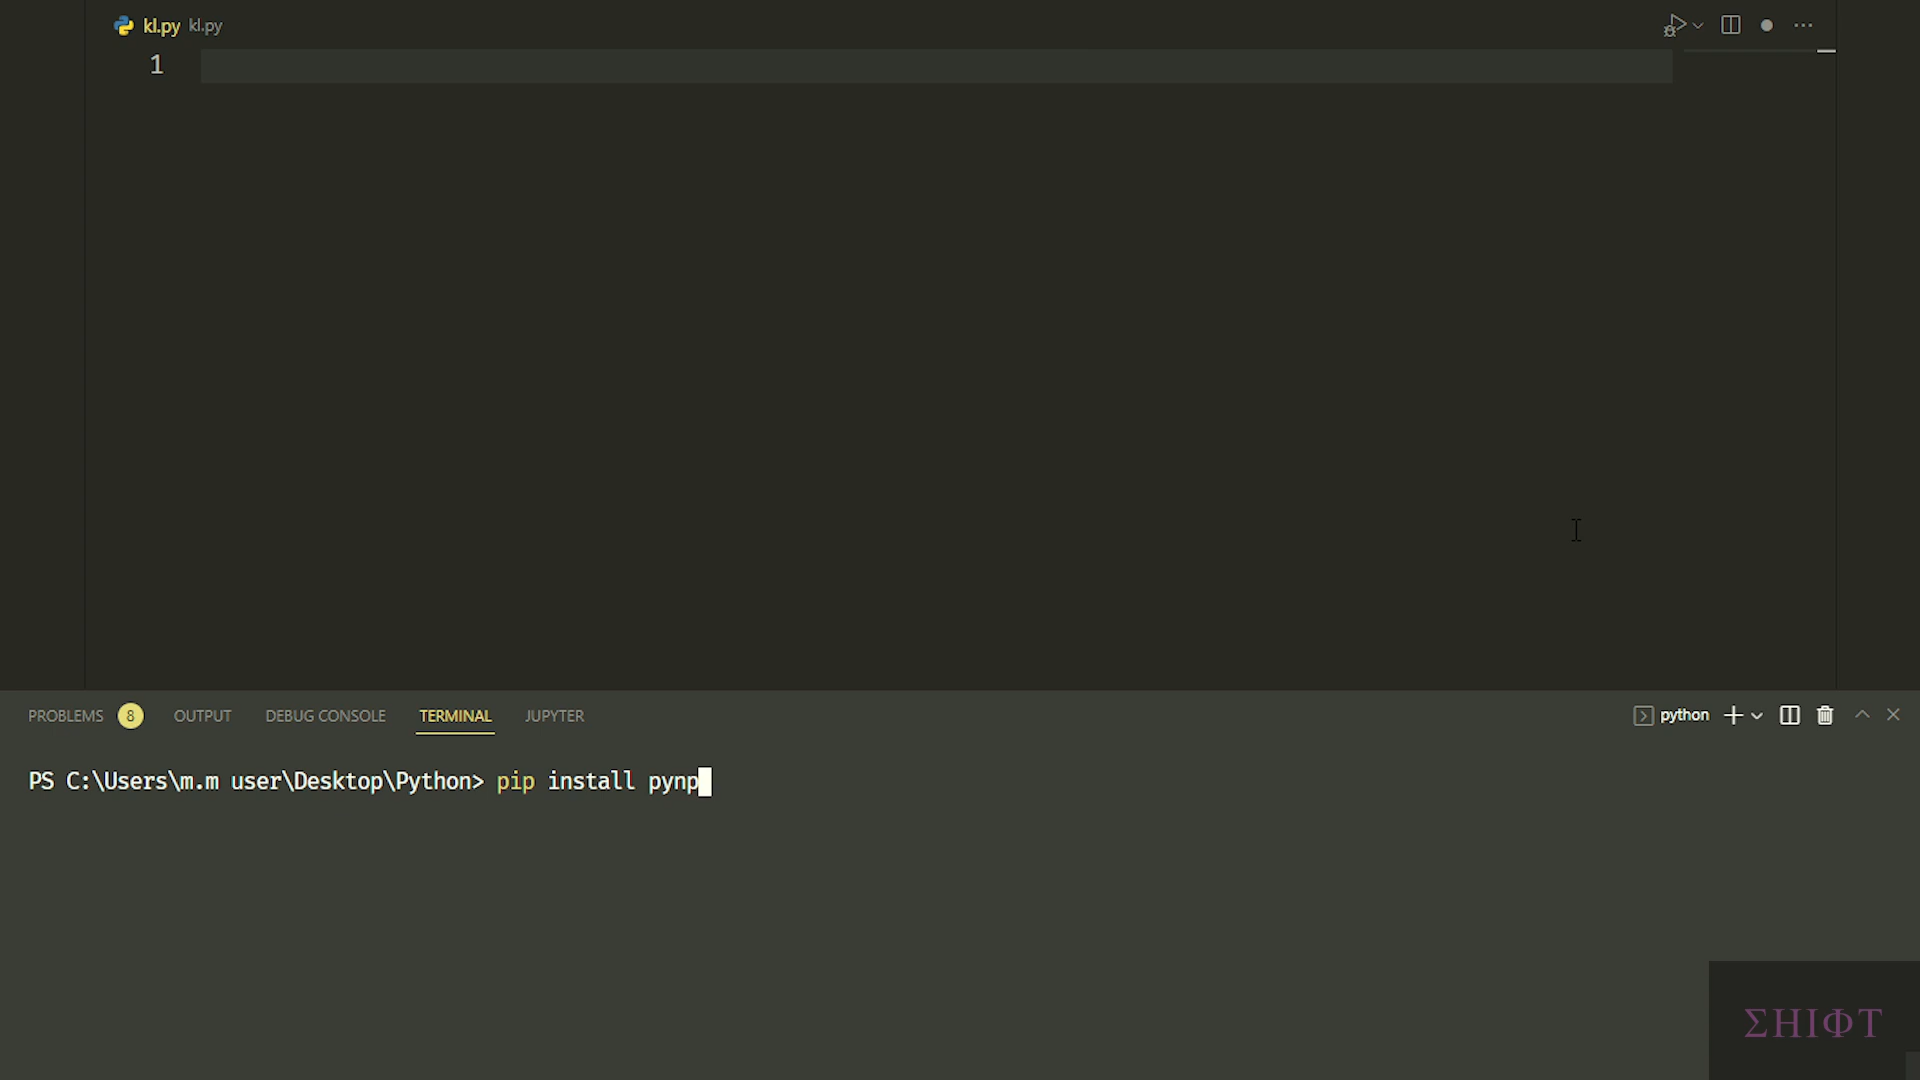 kl.py kl.py
1
PROBLEMS 8 OUTPUT DEBUG CONSOLE TERMINAL JUPYTER python
PS C:\Users\m.m user\Desktop\Python> pip install pynp
ΣΗΙΦΤ